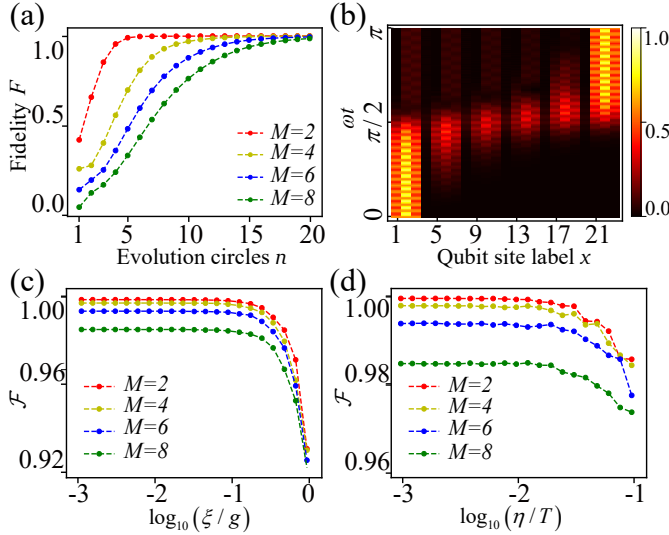 (a)
Fidelity F
1.0
0.5
0.0
M=2
M=4
M=6
M=8
1 5 10 15 20
Evolution circles n
(b)
ωt
π
π/2
0
1 5 9 13 17 21
Qubit site label x
1.0
0.5
0.0
(c)
ℱ
1.00
0.96
0.92
M=2
M=4
M=6
M=8
-3 -2 -1 0
log₁₀(ξ/g)
(d)
ℱ
1.00
0.98
0.96
M=2
M=4
M=6
M=8
-3 -2 -1
log₁₀(η/T)